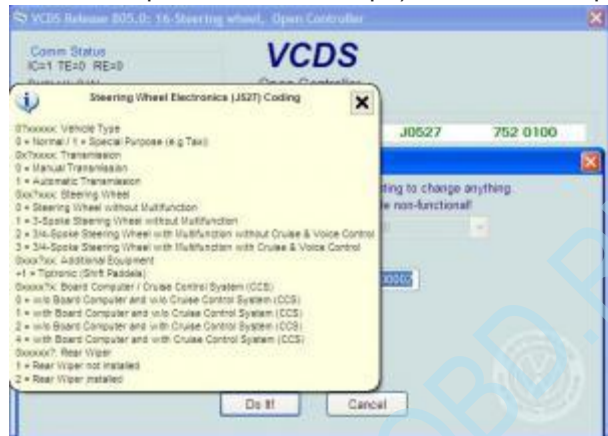 VCDS Release 805.0: 16-Steering wheel, Open Controller
Comm Status
IC=1 TE=0 RE=0
VCDS
Open Controller
Steering Wheel Electronics (J527) Coding
J0527 752 0100
0?xxxxx: Vehicle Type
0 = Normal / 1 = Special Purpose (e.g Taxi)
0x?xxxx: Transmission
0 = Manual Transmission
1 = Automatic Transmission
0xx?xxx: Steering Wheel
0 = Steering Wheel without Multifunction
1 = 3-Spoke Steering Wheel without Multifunction
2 = 3/4-Spoke Steering Wheel with Multifunction without Cruise & Voice Control
3 = 3/4-Spoke Steering Wheel with Multifunction with Cruise & Voice Control
0xxx?xx: Additional Equipment
+1 = Tiptronic (Shift Paddels)
0xxxx?x: Board Computer / Cruise Control System (CCS)
0 = w/o Board Computer and w/o Cruise Control System (CCS)
1 = with Board Computer and w/o Cruise Control System (CCS)
2 = w/o Board Computer and with Cruise Control System (CCS)
4 = with Board Computer and with Cruise Control System (CCS)
0xxxxx?: Rear Wiper
1 = Rear Wiper not installed
2 = Rear Wiper installed
ting to change anything.
le non-functional!
Do It! Cancel
OBD